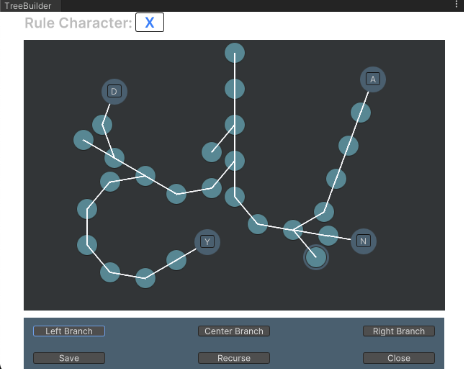 TreeBuilder
Rule Character: X
D
A
Y
N
Left Branch Center Branch Right Branch
Save Recurse Close